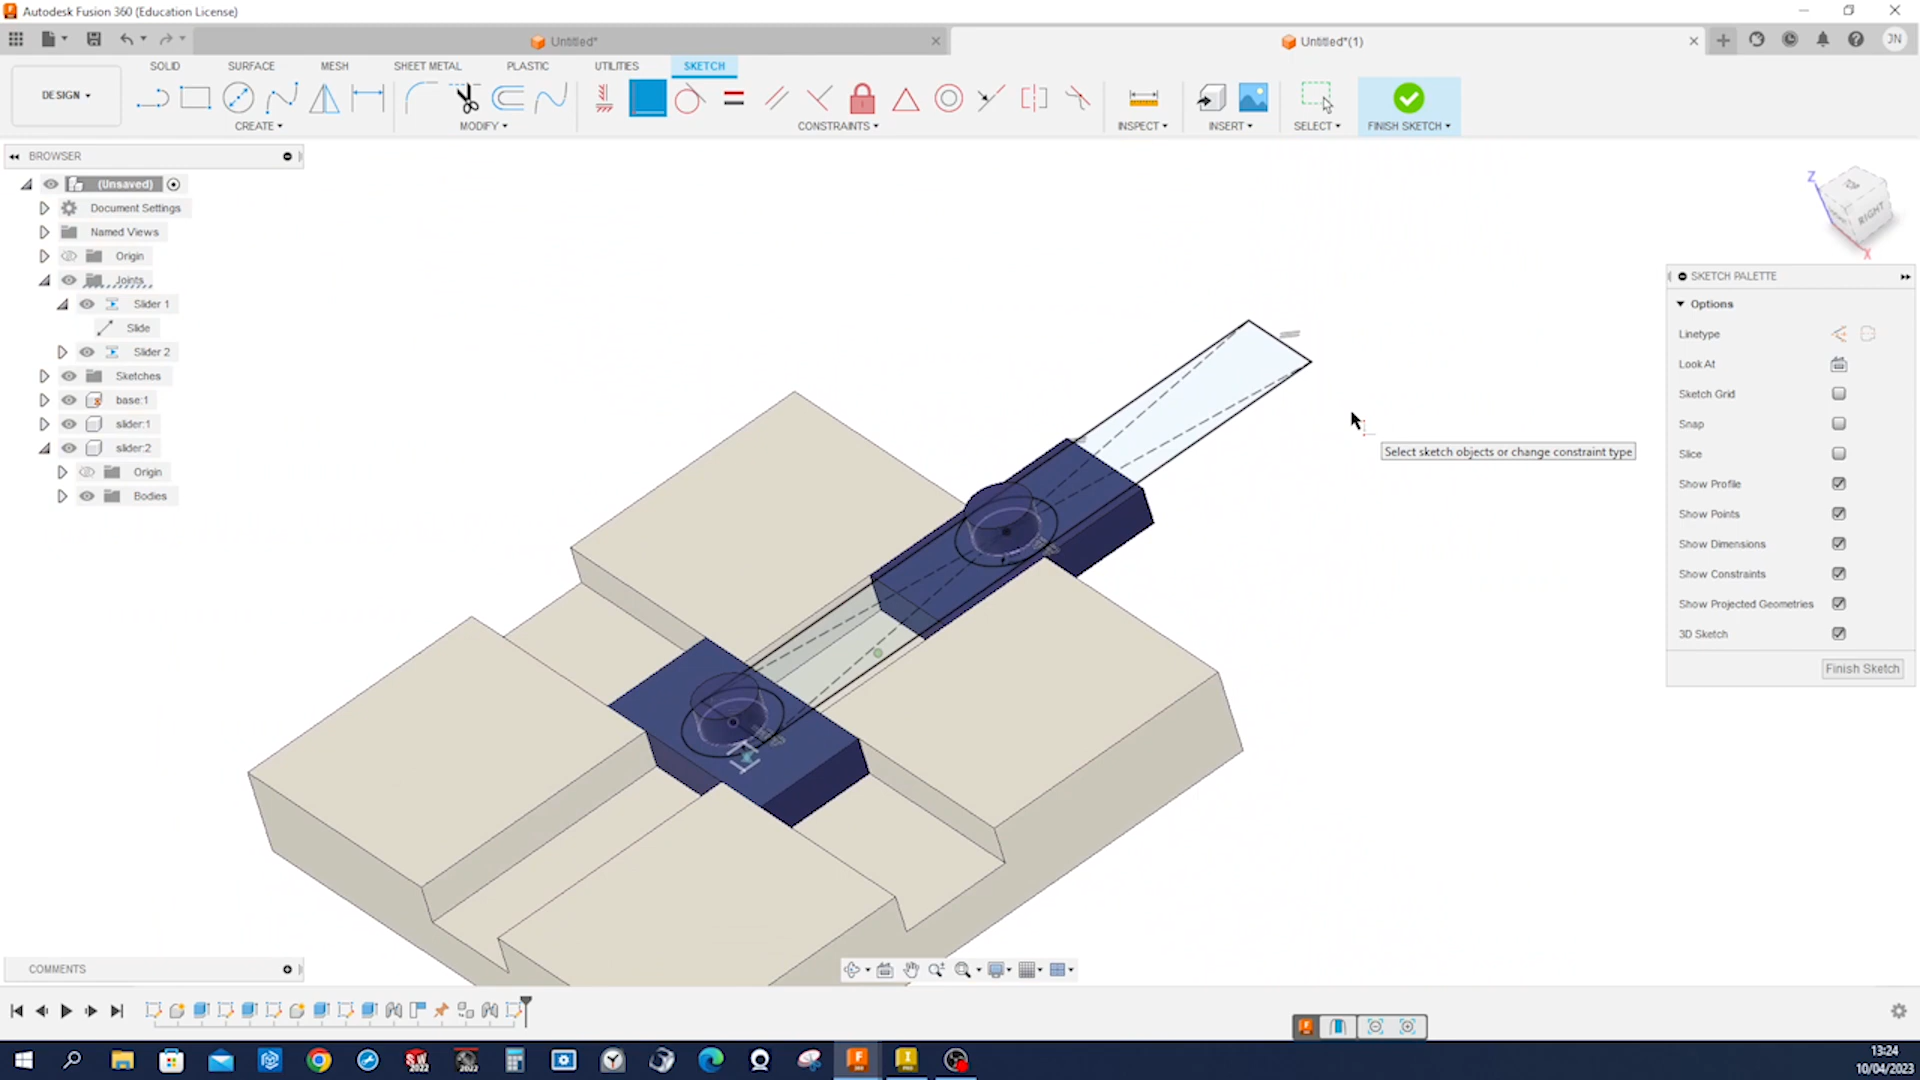 Autodesk Fusion 360 (Education License)
Untitled*
Untitled*(1)
JN
SOLID
SURFACE
MESH
SHEET METAL
PLASTIC
UTILITIES
SKETCH
DESIGN
CREATE
MODIFY
CONSTRAINTS
INSPECT
INSERT
SELECT
FINISH SKETCH
BROWSER
(Unsaved)
Document Settings
Named Views
Origin
Joints
Slider 1
Slide
Slider 2
Sketches
base:1
slider:1
slider:2
Origin
Bodies
Z
RIGHT
X
SKETCH PALETTE
Options
Linetype
Look At
Sketch Grid
Snap
Slice
Show Profile
Show Points
Show Dimensions
Show Constraints
Show Projected Geometries
3D Sketch
Finish Sketch
Select sketch objects or change constraint type
COMMENTS
13:24
10/04/2023